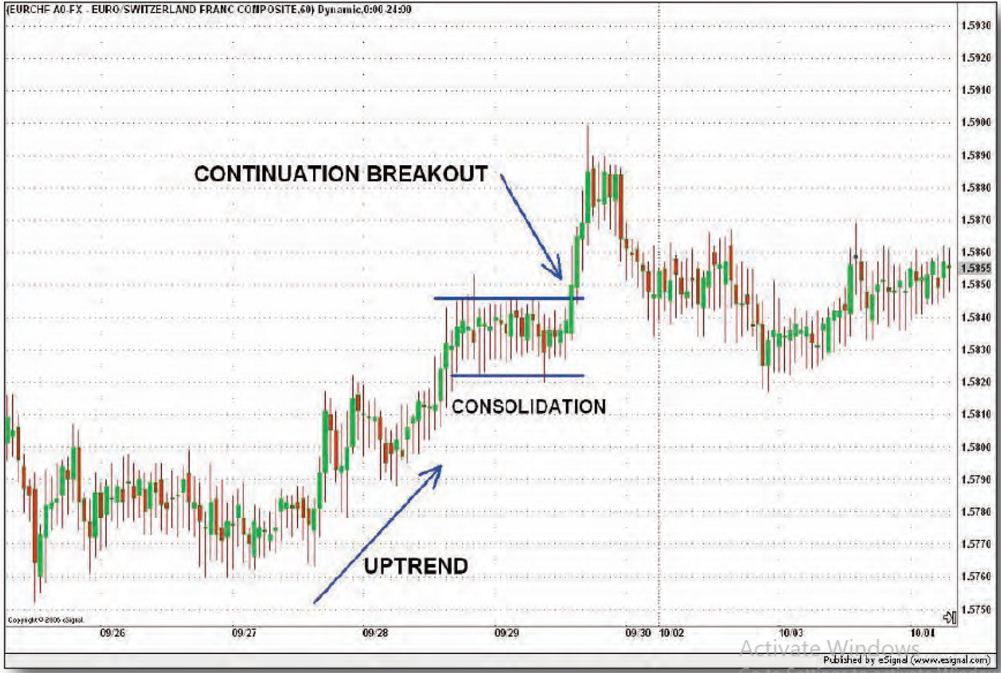 (EURCHF A0-FX - EURO/SWITZERLAND FRANC COMPOSITE,60) Dynamic,0:00-24:00
1.5930
1.5920
1.5910
1.5900
1.5890
1.5880
1.5870
1.5860
1.5855
1.5850
1.5840
1.5830
1.5820
1.5810
1.5800
1.5790
1.5780
1.5770
1.5760
1.5750
CONTINUATION BREAKOUT
CONSOLIDATION
UPTREND
Copyright © 2006 eSignal.
09/26 09/27 09/28 09/29 09/30 10/02 10/03 10/04
Activate Windows
Published by eSignal (www.esignal.com)